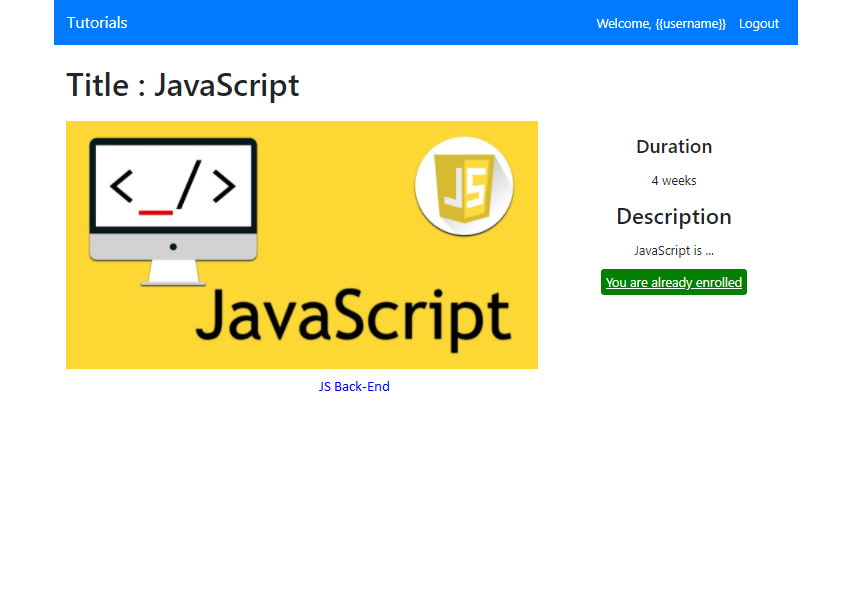 Tutorials
Welcome, {{username}} Logout
Title : JavaScript
< _ / >
JS
JavaScript
JS Back-End
Duration
4 weeks
Description
JavaScript is ...
You are already enrolled